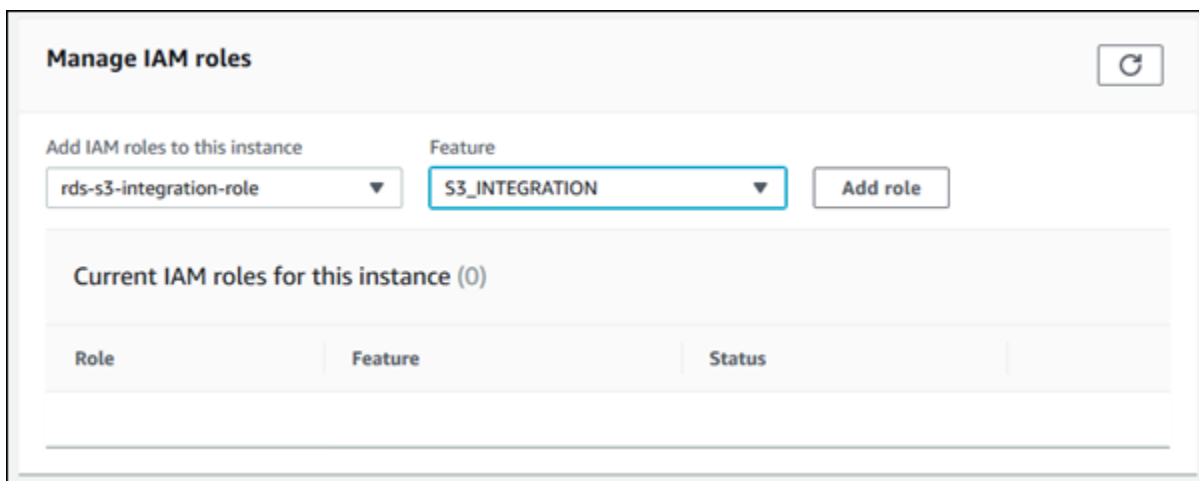 Manage IAM roles
Add IAM roles to this instance Feature
rds-s3-integration-role S3_INTEGRATION Add role
Current IAM roles for this instance (0)
Role Feature Status